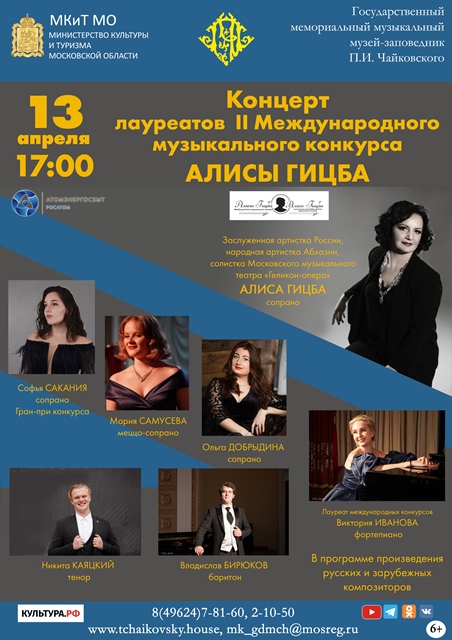 МКиТ МО
МИНИСТЕРСТВО КУЛЬТУРЫ
И ТУРИЗМА
МОСКОВСКОЙ ОБЛАСТИ
Государственный
мемориальный музыкальный
музей-заповедник
П.И. Чайковского
13
апреля
17:00
Концерт
лауреатов II Международного
музыкального конкурса
АЛИСЫ ГИЦБА
АТОМЭНЕРГОСБЫТ
РОСАТОМ
Алиса Гицба
Заслуженная артистка России,
народная артистка Абхазии,
солистка Московского музыкального
театра «Геликон-опера»
АЛИСА ГИЦБА
сопрано
Софья САКАНИЯ
сопрано
Гран-при конкурса
Мария САМУСЕВА
меццо-сопрано
Ольга ДОБРЫДИНА
сопрано
Лауреат международных конкурсов
Виктория ИВАНОВА
фортепиано
Никита КАЯЦКИЙ
тенор
Владислав БИРЮКОВ
баритон
В программе произведения
русских и зарубежных
композиторов
КУЛЬТУРА.РФ
8(49624)7-81-60, 2-10-50
www.tchaikovsky.house, mk_gdmch@mosreg.ru
6+